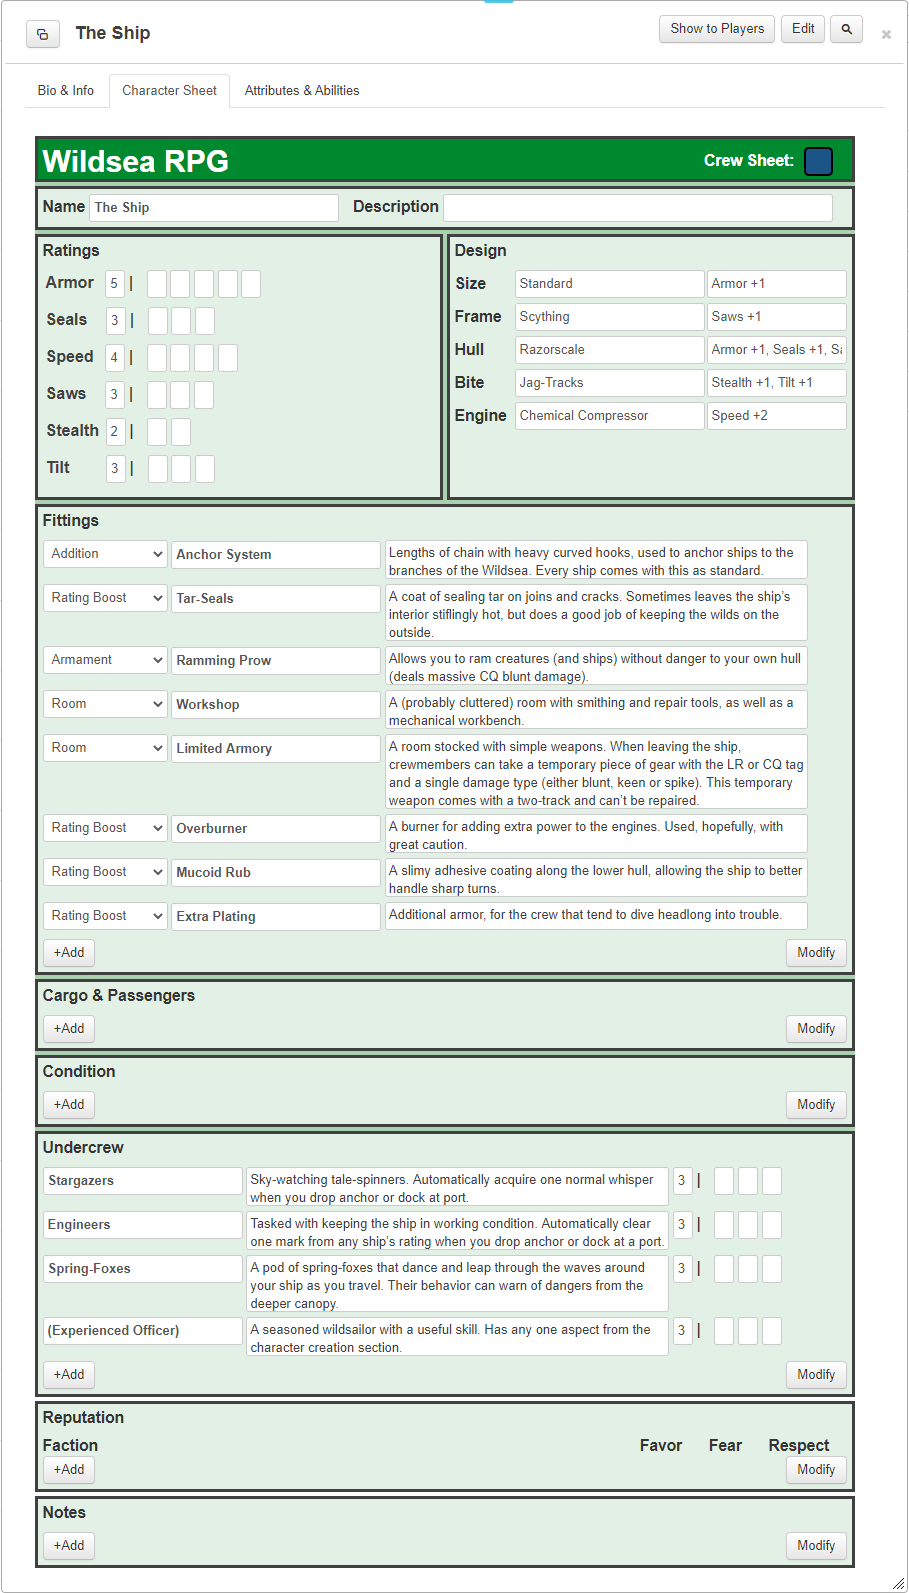 The Ship
Show to Players Edit
Bio & Info Character Sheet Attributes & Abilities
Wildsea RPG Crew Sheet:
Name The Ship Description
Ratings
Armor 5 |
Seals 3 |
Speed 4 |
Saws 3 |
Stealth 2 |
Tilt 3 |
Design
Size Standard Armor +1
Frame Scything Saws +1
Hull Razorscale Armor +1, Seals +1, Sa
Bite Jag-Tracks Stealth +1, Tilt +1
Engine Chemical Compressor Speed +2
Fittings
Addition Anchor System Lengths of chain with heavy curved hooks, used to anchor ships to the
branches of the Wildsea. Every ship comes with this as standard.
Rating Boost Tar-Seals A coat of sealing tar on joins and cracks. Sometimes leaves the ship’s
interior stiflingly hot, but does a good job of keeping the wilds on the
outside.
Armament Ramming Prow Allows you to ram creatures (and ships) without danger to your own hull
(deals massive CQ blunt damage).
Room Workshop A (probably cluttered) room with smithing and repair tools, as well as a
mechanical workbench.
Room Limited Armory A room stocked with simple weapons. When leaving the ship,
crewmembers can take a temporary piece of gear with the LR or CQ tag
and a single damage type (either blunt, keen or spike). This temporary
weapon comes with a two-track and can’t be repaired.
Rating Boost Overburner A burner for adding extra power to the engines. Used, hopefully, with
great caution.
Rating Boost Mucoid Rub A slimy adhesive coating along the lower hull, allowing the ship to better
handle sharp turns.
Rating Boost Extra Plating Additional armor, for the crew that tend to dive headlong into trouble.
+Add Modify
Cargo & Passengers
+Add Modify
Condition
+Add Modify
Undercrew
Stargazers Sky-watching tale-spinners. Automatically acquire one normal whisper 3 |
when you drop anchor or dock at port.
Engineers Tasked with keeping the ship in working condition. Automatically clear 3 |
one mark from any ship’s rating when you drop anchor or dock at a port.
Spring-Foxes A pod of spring-foxes that dance and leap through the waves around 3 |
your ship as you travel. Their behavior can warn of dangers from the
deeper canopy.
(Experienced Officer) A seasoned wildsailor with a useful skill. Has any one aspect from the 3 |
character creation section.
+Add Modify
Reputation
Faction Favor Fear Respect
+Add Modify
Notes
+Add Modify